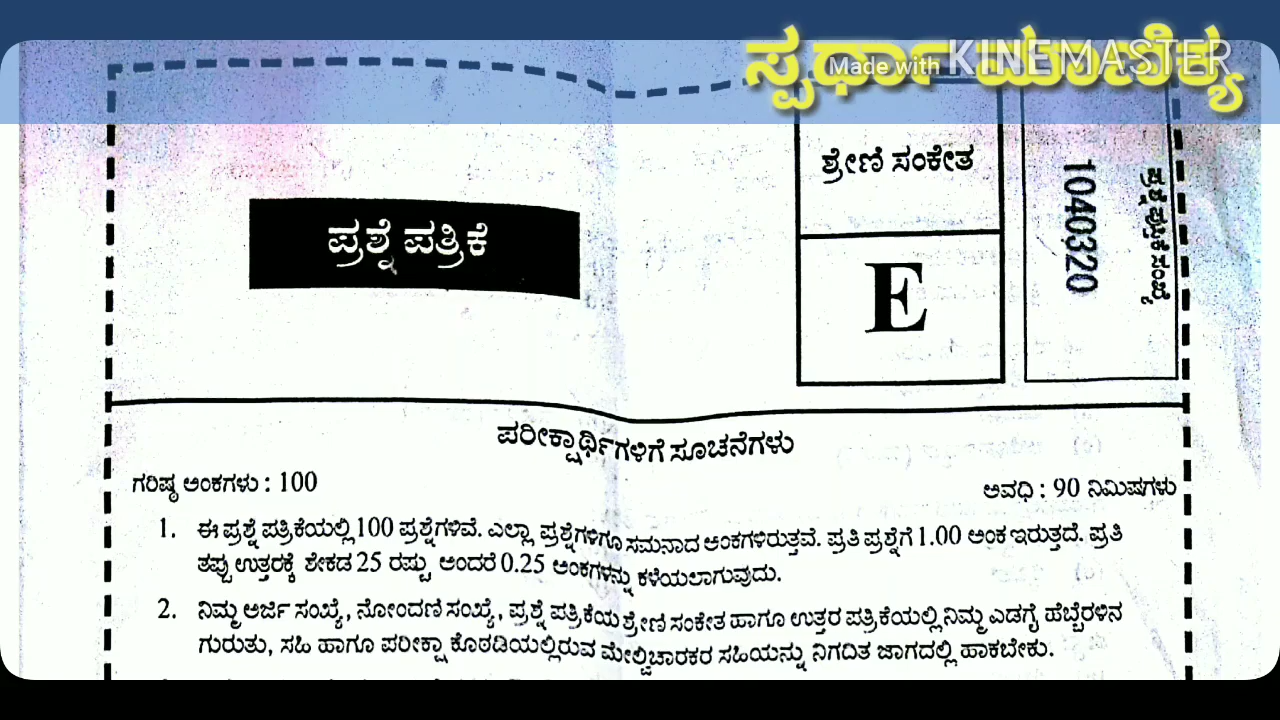 Made with KINEMASTER
ಶ್ರೇಣಿ ಸಂಕೇತ
ಪ್ರಶ್ನೆ ಪತ್ರಿಕೆ
E
1040320
ಪ್ರಶ್ನೆ ಪುಸ್ತಿಕೆ ಸಂಖ್ಯೆ
ಪರೀಕ್ಷಾರ್ಥಿಗಳಿಗೆ ಸೂಚನೆಗಳು
ಗರಿಷ್ಠ ಅಂಕಗಳು : 100
ಅವಧಿ : 90 ನಿಮಿಷಗಳು
1. ಈ ಪ್ರಶ್ನೆ ಪತ್ರಿಕೆಯಲ್ಲಿ 100 ಪ್ರಶ್ನೆಗಳಿವೆ. ಎಲ್ಲಾ ಪ್ರಶ್ನೆಗಳಿಗೂ ಸಮನಾದ ಅಂಕಗಳಿರುತ್ತವೆ. ಪ್ರತಿ ಪ್ರಶ್ನೆಗೆ 1.00 ಅಂಕ ಇರುತ್ತದೆ. ಪ್ರತಿ
ತಪ್ಪು ಉತ್ತರಕ್ಕೆ ಶೇಕಡ 25 ರಷ್ಟು, ಅಂದರೆ 0.25 ಅಂಕಗಳನ್ನು ಕಳೆಯಲಾಗುವುದು.
2. ನಿಮ್ಮ ಅರ್ಜಿ ಸಂಖ್ಯೆ, ನೋಂದಣಿ ಸಂಖ್ಯೆ, ಪ್ರಶ್ನೆ ಪತ್ರಿಕೆಯ ಶ್ರೇಣಿ ಸಂಕೇತ ಹಾಗೂ ಉತ್ತರ ಪತ್ರಿಕೆಯಲ್ಲಿ ನಿಮ್ಮ ಎಡಗೈ ಹೆಬ್ಬೆರಳಿನ
ಗುರುತು, ಸಹಿ ಹಾಗೂ ಪರೀಕ್ಷಾ ಕೊಠಡಿಯಲ್ಲಿರುವ ಮೇಲ್ವಿಚಾರಕರ ಸಹಿಯನ್ನು ನಿಗದಿತ ಜಾಗದಲ್ಲಿ ಹಾಕಬೇಕು.